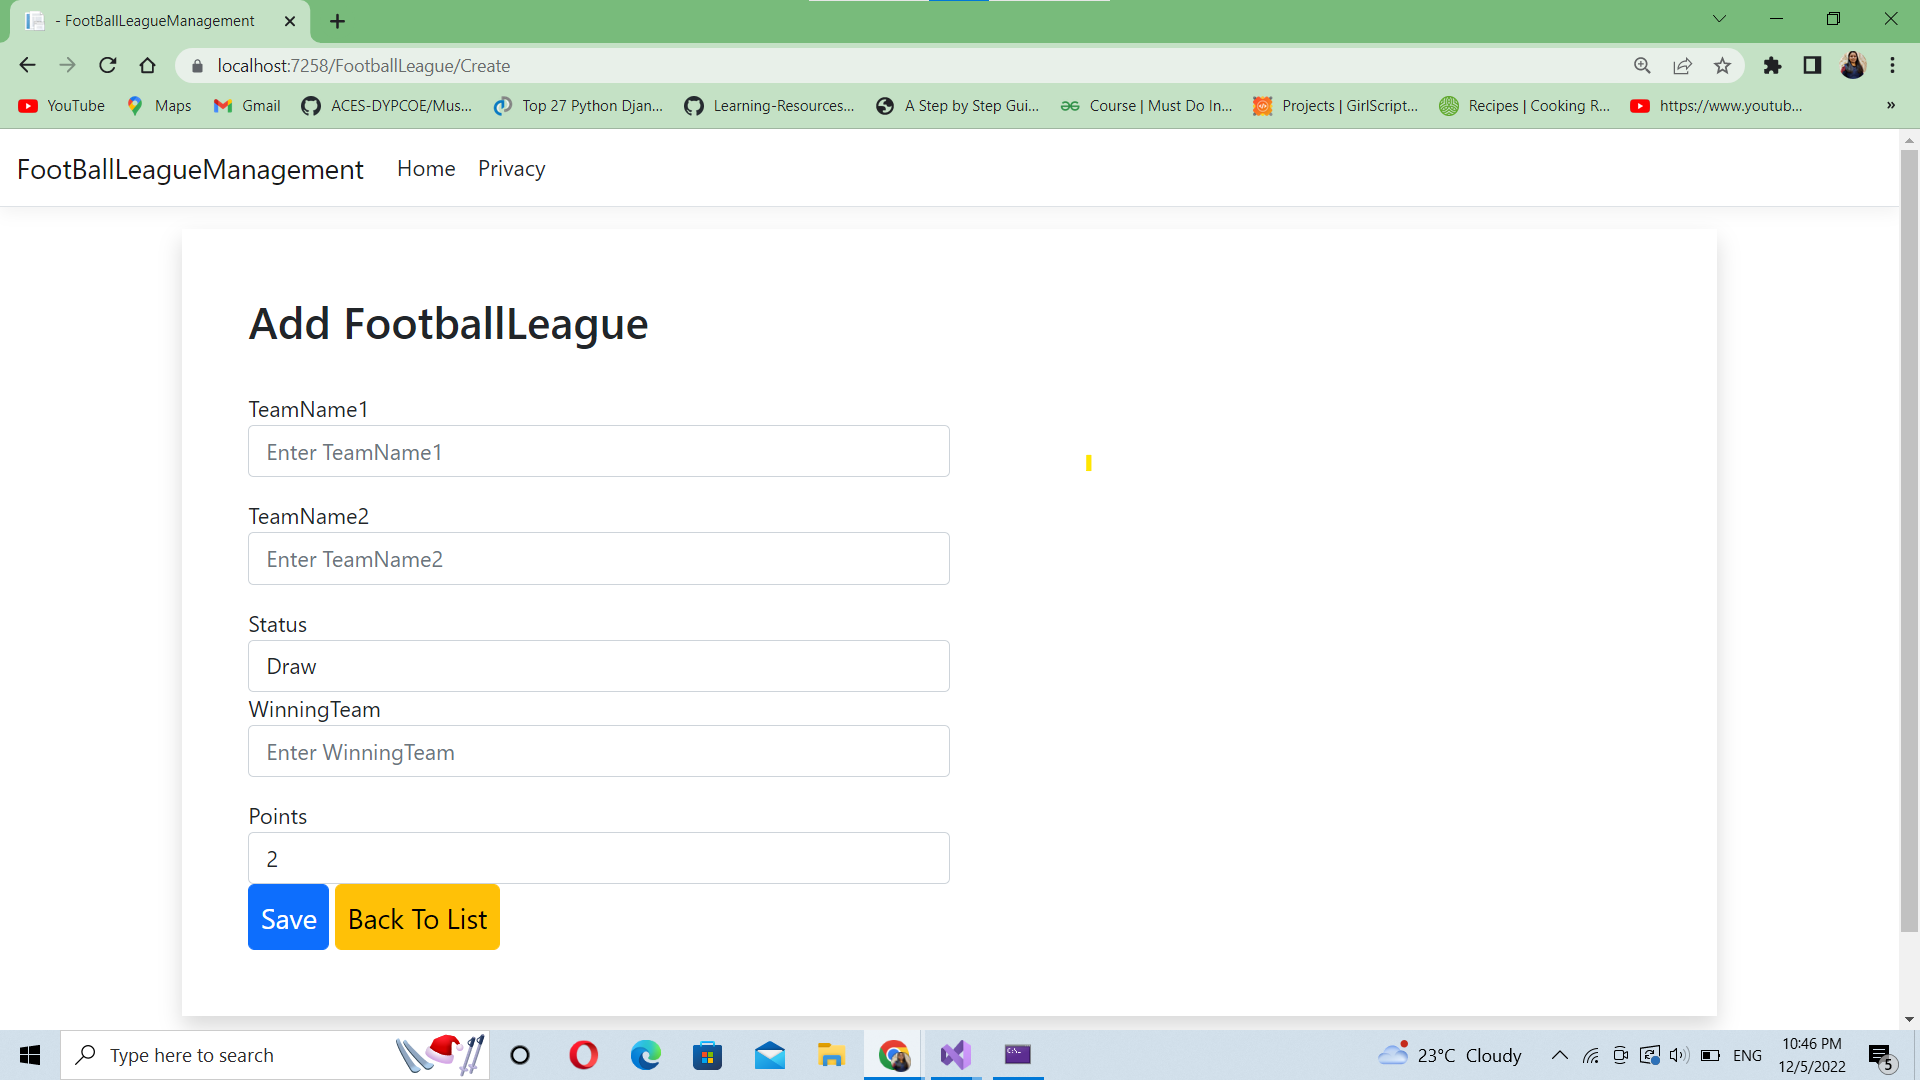 - FootBallLeagueManagement
localhost:7258/FootballLeague/Create
YouTube Maps Gmail ACES-DYPCOE/Mus... Top 27 Python Djan... Learning-Resources... A Step by Step Gui... Course | Must Do In... Projects | GirlScript... Recipes | Cooking R... https://www.youtub... »
FootBallLeagueManagement Home Privacy
Add FootballLeague
TeamName1
Enter TeamName1
TeamName2
Enter TeamName2
Status
Draw
WinningTeam
Enter WinningTeam
Points
2
Save Back To List
Type here to search
23°C Cloudy
ENG
10:46 PM
12/5/2022
5